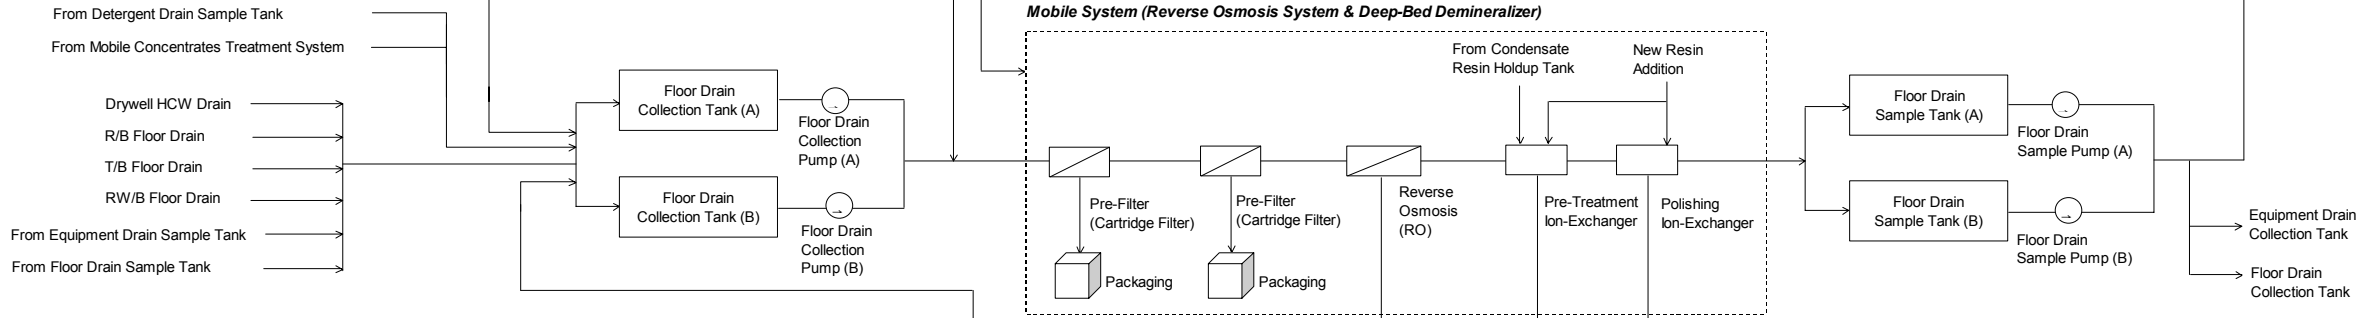 From Detergent Drain Sample Tank
From Mobile Concentrates Treatment System
Drywell HCW Drain
R/B Floor Drain
T/B Floor Drain
RW/B Floor Drain
From Equipment Drain Sample Tank
From Floor Drain Sample Tank
Floor Drain
Collection Tank (A)
Floor Drain
Collection Tank (B)
Floor Drain
Collection
Pump (A)
Floor Drain
Collection
Pump (B)
Mobile System (Reverse Osmosis System & Deep-Bed Demineralizer)
From Condensate
Resin Holdup Tank
New Resin
Addition
Pre-Filter
(Cartridge Filter)
Packaging
Pre-Filter
(Cartridge Filter)
Packaging
Reverse
Osmosis
(RO)
Pre-Treatment
Ion-Exchanger
Polishing
Ion-Exchanger
Floor Drain
Sample Tank (A)
Floor Drain
Sample Tank (B)
Floor Drain
Sample Pump (A)
Floor Drain
Sample Pump (B)
Equipment Drain
Collection Tank
Floor Drain
Collection Tank